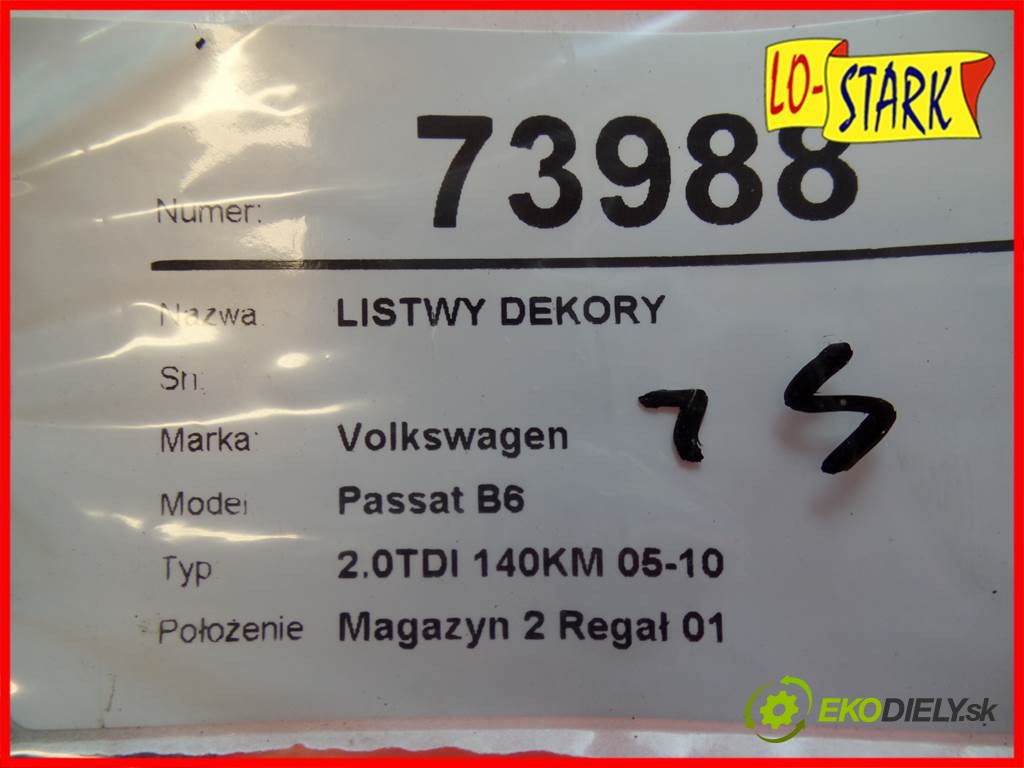 LO-STARK
Numer: 73988
Nazwa LISTWY DEKORY
Sn:
Marka: Volkswagen
Model Passat B6
Typ 2.0TDI 140KM 05-10
Położenie Magazyn 2 Regał 01
EKODIELY.sk